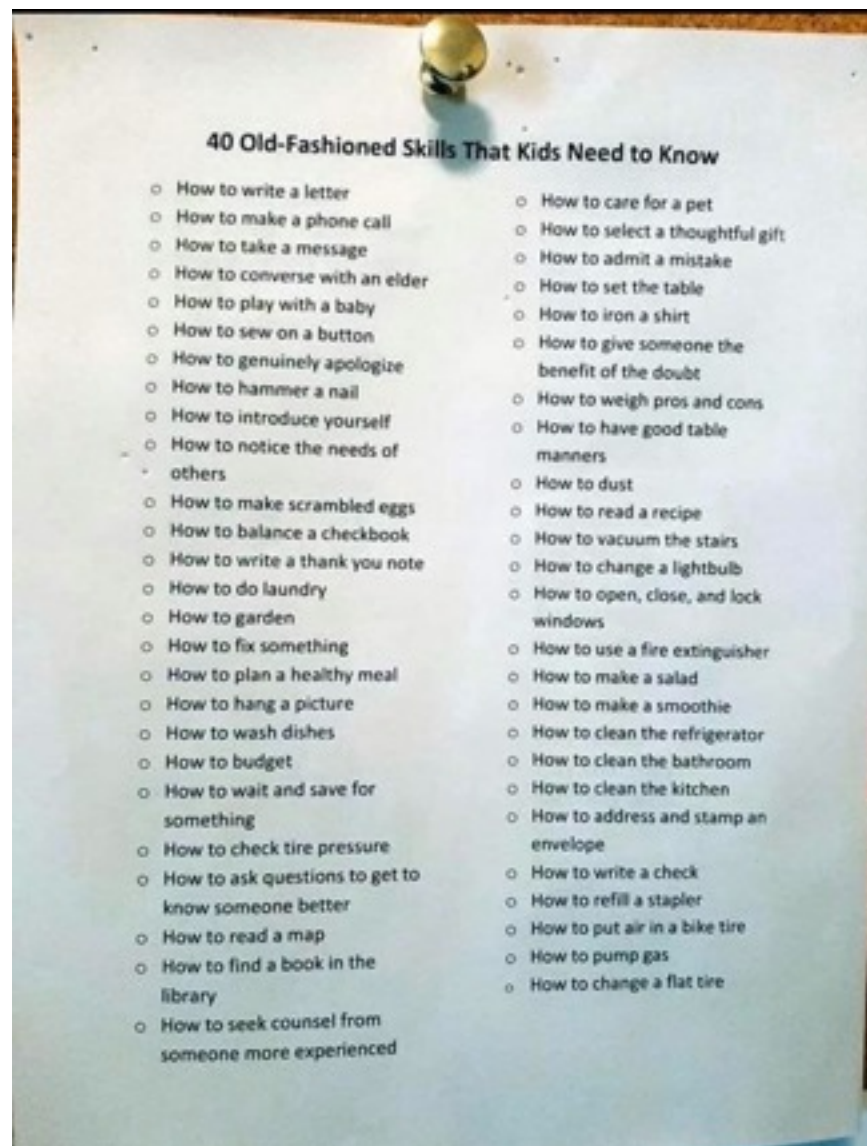 40 Old-Fashioned Skills That Kids Need to Know
o How to write a letter
o How to make a phone call
o How to take a message
o How to converse with an elder
o How to play with a baby
o How to sew on a button
o How to genuinely apologize
o How to hammer a nail
o How to introduce yourself
o How to notice the needs of
others
o How to make scrambled eggs
o How to balance a checkbook
o How to write a thank you note
o How to do laundry
o How to garden
o How to fix something
o How to plan a healthy meal
o How to hang a picture
o How to wash dishes
o How to budget
o How to wait and save for
something
o How to check tire pressure
o How to ask questions to get to
know someone better
o How to read a map
o How to find a book in the
library
o How to seek counsel from
someone more experienced
o How to care for a pet
o How to select a thoughtful gift
o How to admit a mistake
o How to set the table
o How to iron a shirt
o How to give someone the
benefit of the doubt
o How to weigh pros and cons
o How to have good table
manners
o How to dust
o How to read a recipe
o How to vacuum the stairs
o How to change a lightbulb
o How to open, close, and lock
windows
o How to use a fire extinguisher
o How to make a salad
o How to make a smoothie
o How to clean the refrigerator
o How to clean the bathroom
o How to clean the kitchen
o How to address and stamp an
envelope
o How to write a check
o How to refill a stapler
o How to put air in a bike tire
o How to pump gas
o How to change a flat tire